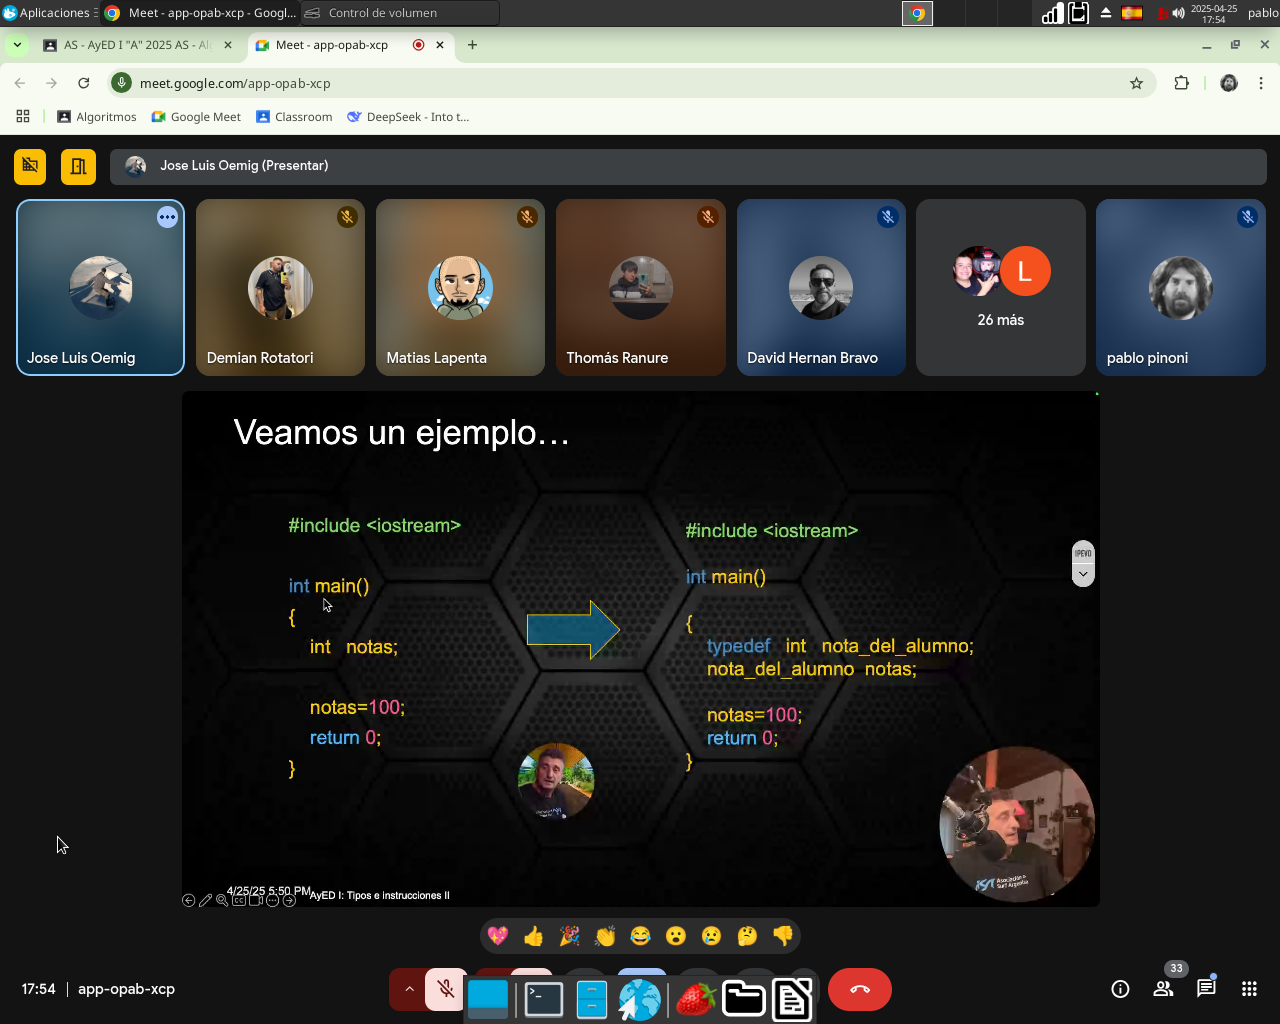 Aplicaciones
Meet - app-opab-xcp - Googl...
Control de volumen
2025-04-25
17:54
pablo
AS - AyED I "A" 2025 AS - Al
Meet - app-opab-xcp
meet.google.com/app-opab-xcp
Algoritmos
Google Meet
Classroom
DeepSeek - Into t...
Jose Luis Oemig (Presentar)
L
26 más
Jose Luis Oemig
Demian Rotatori
Matias Lapenta
Thomás Ranure
David Hernan Bravo
pablo pinoni
Veamos un ejemplo...
#include <iostream>
int main()
{
int notas;
notas=100;
return 0;
}
#include <iostream>
int main()
{
typedef int nota_del_alumno;
nota_del_alumno notas;
notas=100;
return 0;
}
IPEVO
Asociación de
Surf Argentina
4/25/25 5:50 PM
AyED I: Tipos e instrucciones II
17:54 | app-opab-xcp
33